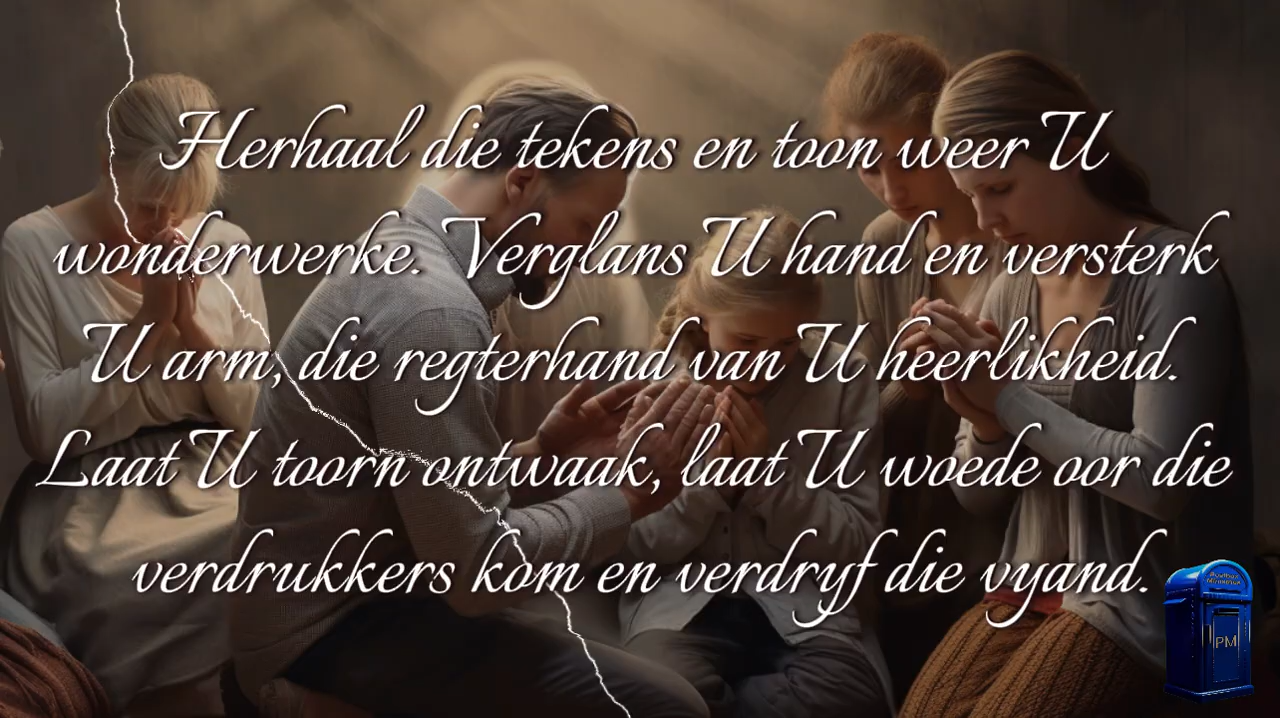 Herhaal die tekens en toon weer U
wonderwerke. Verglans U hand en versterk
U arm, die regterhand van U heerlikheid.
Laat U toorn ontwaak, laat U woede oor die
verdrukkers kom en verdryf die vyand.
PM